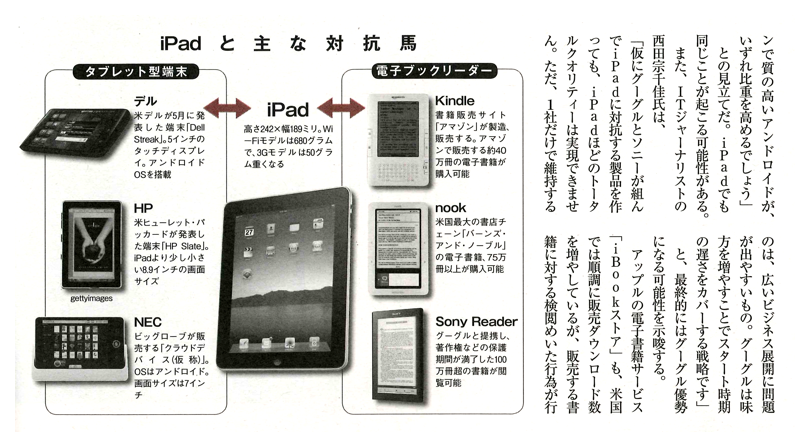 iPadと主な対抗馬
タブレット型端末
デル
米デルが5月に発
表した端末「Dell
Streak」。5インチの
タッチディスプレ
イ。アンドロイド
OSを搭載
HP
米ヒューレット・パ
ッカードが発表し
た端末「HP Slate」。
iPadより少し小さ
い8.9インチの画面
サイズ
gettyimages
NEC
ビッグローブが販
売する「クラウドデ
バイス(仮称)」。
OSはアンドロイド。
画面サイズは7イン
チ
iPad
高さ242×幅189ミリ。Wi
-Fiモデルは680グラム
で、3Gモデルは50グラ
ム重くなる
電子ブックリーダー
Kindle
書籍販売サイト
「アマゾン」が製造、
販売する。アマゾ
ンで販売する約40
万冊の電子書籍が
購入可能
nook
米国最大の書店チ
ェーン「バーンズ・
アンド・ノーブル」
の電子書籍、75万
冊以上が購入可能
Sony Reader
グーグルと提携し、
著作権などの保護
期間が満了した100
万冊超の書籍が閲
覧可能
ンで質の高いアンドロイドが、
いずれ比重を高めるでしょう」
との見立てだ。iPadでも
同じことが起こる可能性がある。
また、ITジャーナリストの
西田宗千佳氏は、
「仮にグーグルとソニーが組ん
でiPadに対抗する製品を作
っても、iPadほどのトータ
ルクオリティーは実現できませ
ん。ただ、1社だけで維持する
のは、広いビジネス展開に問題
が出やすいもの。グーグルは味
方を増やすことでスタート時期
の遅さをカバーする戦略です」
と、最終的にはグーグル優勢
になる可能性を示唆する。
アップルの電子書籍サービス
「iBookストア」も、米国
では順調に販売ダウンロード数
を増やしているが、販売する書
籍に対する検閲めいた行為が行